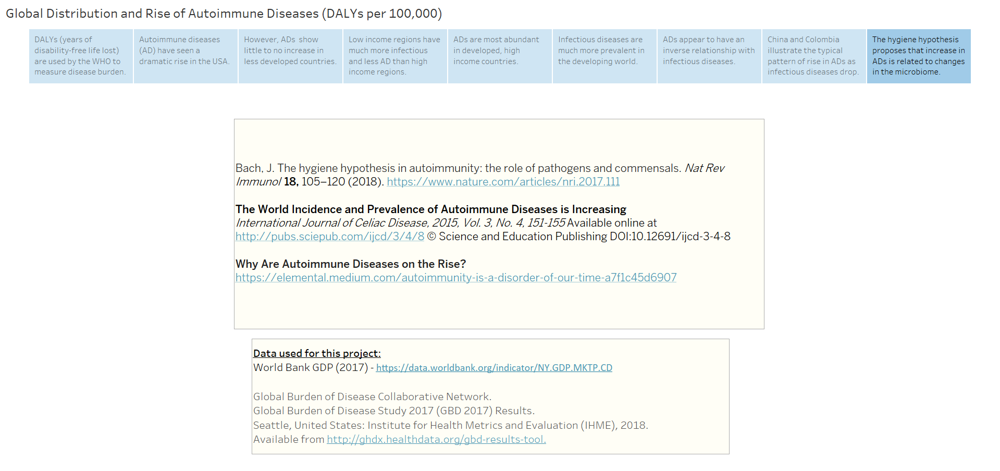 Global Distribution and Rise of Autoimmune Diseases (DALYs per 100,000)
DALYs (years of
disability-free life lost)
are used by the WHO to
measure disease burden.
Autoimmune diseases
(AD) have seen a
dramatic rise in the USA.
However, ADs show
little to no increase in
less developed countries.
Low income regions have
much more infectious
and less AD than high
income regions.
ADs are most abundant
in developed, high
income countries.
Infectious diseases are
much more prevalent in
the developing world.
ADs appear to have an
inverse relationship with
infectious diseases.
China and Colombia
illustrate the typical
pattern of rise in ADs as
infectious diseases drop.
The hygiene hypothesis
proposes that increase in
ADs is related to changes
in the microbiome.
Bach, J. The hygiene hypothesis in autoimmunity: the role of pathogens and commensals. Nat Rev
Immunol 18, 105–120 (2018). https://www.nature.com/articles/nri.2017.111
The World Incidence and Prevalence of Autoimmune Diseases is Increasing
International Journal of Celiac Disease, 2015, Vol. 3, No. 4, 151-155 Available online at
http://pubs.sciepub.com/ijcd/3/4/8 © Science and Education Publishing DOI:10.12691/ijcd-3-4-8
Why Are Autoimmune Diseases on the Rise?
https://elemental.medium.com/autoimmunity-is-a-disorder-of-our-time-a7f1c45d6907
Data used for this project:
World Bank GDP (2017) - https://data.worldbank.org/indicator/NY.GDP.MKTP.CD
Global Burden of Disease Collaborative Network.
Global Burden of Disease Study 2017 (GBD 2017) Results.
Seattle, United States: Institute for Health Metrics and Evaluation (IHME), 2018.
Available from http://ghdx.healthdata.org/gbd-results-tool.